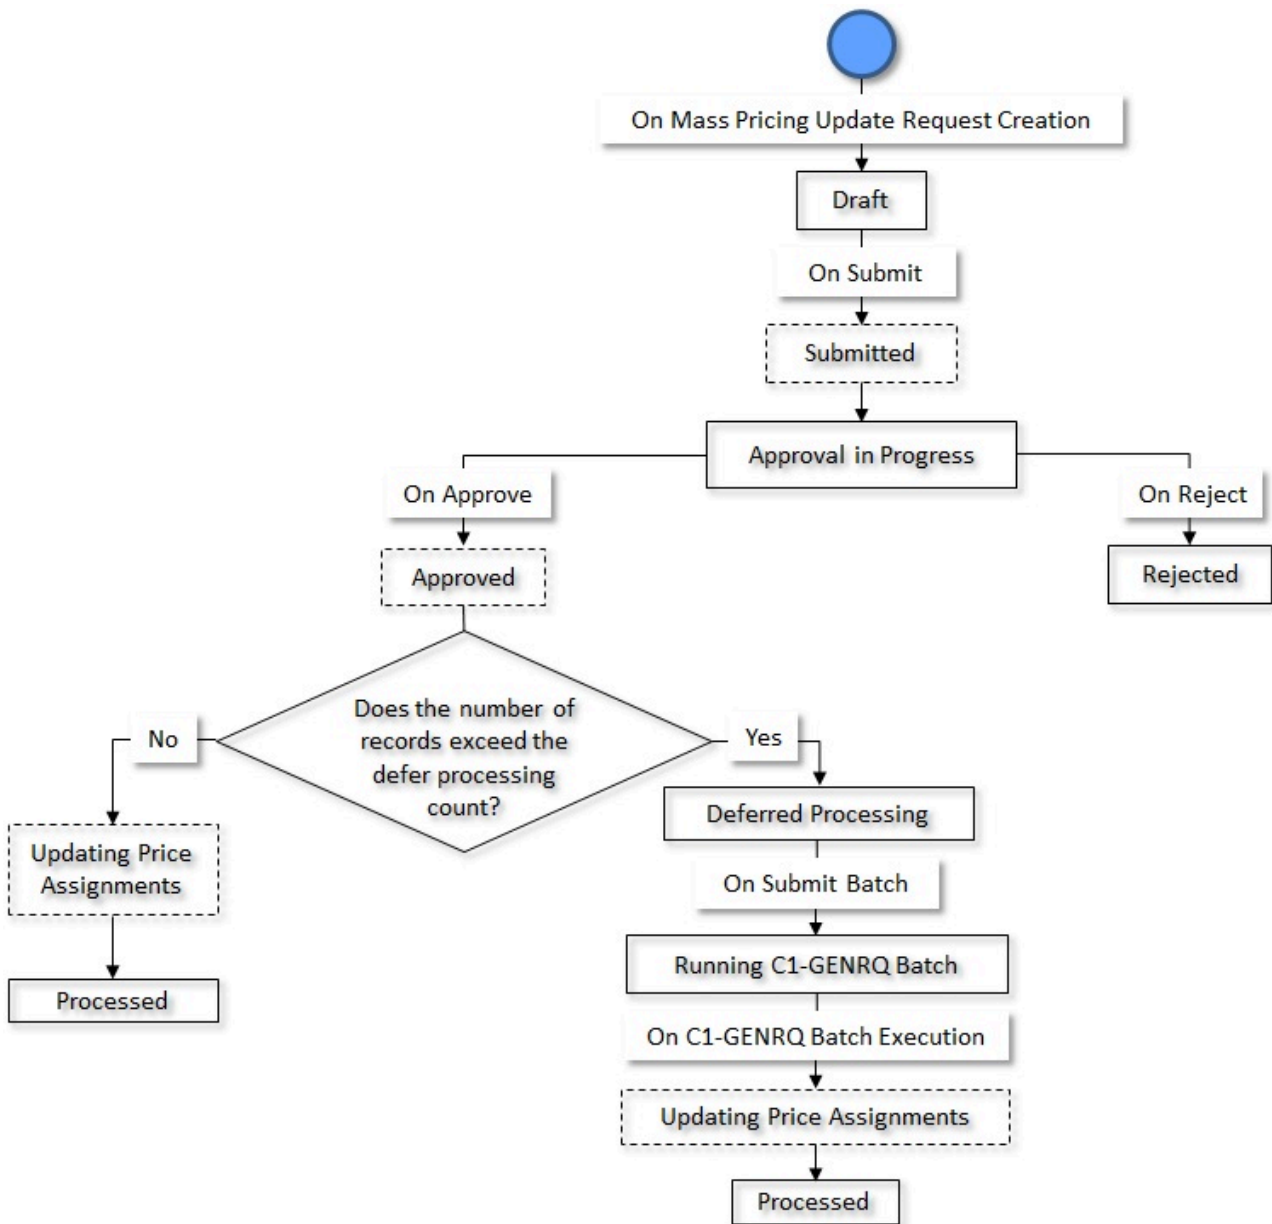 On Mass Pricing Update Request Creation
Draft
On Submit
Submitted
Approval in Progress
On Approve
On Reject
Approved
Rejected
Does the number of
records exceed the
defer processing
count?
No
Yes
Updating Price
Assignments
Processed
Deferred Processing
On Submit Batch
Running C1-GENRQ Batch
On C1-GENRQ Batch Execution
Updating Price Assignments
Processed